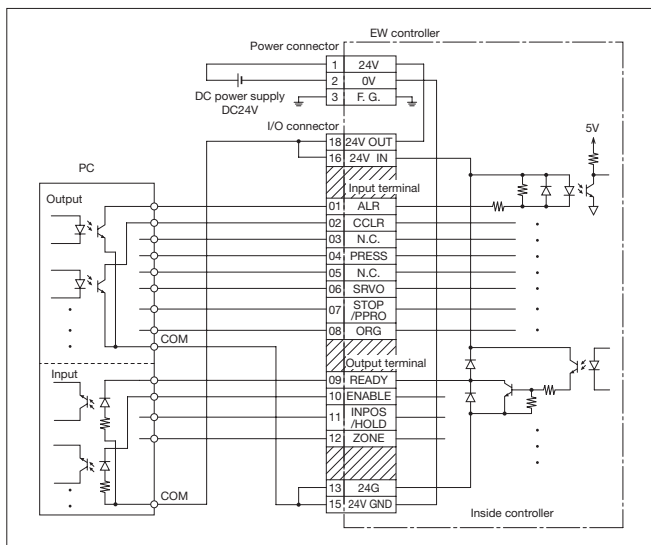 EW controller
Power connector
1 24V
2 0V
3 F. G.
DC power supply
DC24V
I/O connector
18 24V OUT
16 24V IN
5V
PC
Input terminal
Output
01 ALR
02 CCLR
03 N.C.
04 PRESS
05 N.C.
06 SRVO
07 STOP
/PPRO
08 ORG
COM
Output terminal
Input
09 READY
10 ENABLE
11 INPOS
/HOLD
12 ZONE
13 24G
COM
15 24V GND
Inside controller